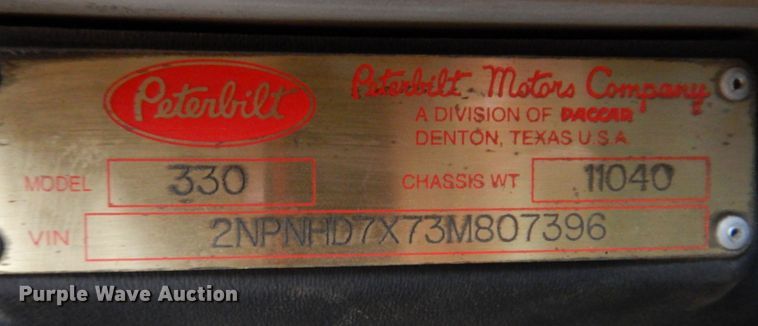 Peterbilt
Peterbilt Motors Company
A DIVISION OF PACCAR
DENTON, TEXAS U.S.A.
MODEL 330 CHASSIS WT 11040
VIN 2NPNHD7X73M807396
Purple Wave Auction